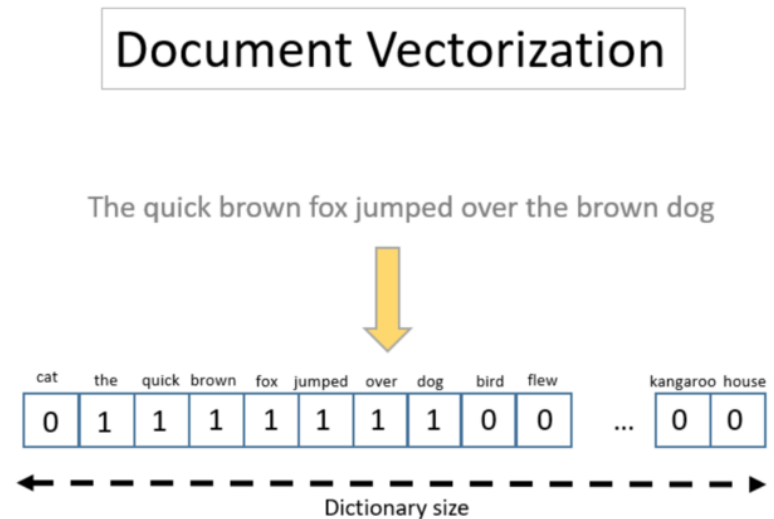 Document Vectorization
The quick brown fox jumped over the brown dog
cat the quick brown fox jumped over dog bird flew kangaroo house
0 1 1 1 1 1 1 1 0 0 ... 0 0
Dictionary size